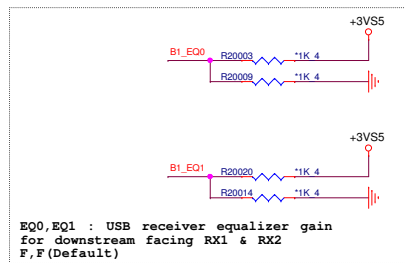 +3VS5
B1_EQ0 R20003 *1K_4
R20009 *1K_4
+3VS5
B1_EQ1 R20020 *1K_4
R20014 *1K_4
EQ0,EQ1 : USB receiver equalizer gain
for downstream facing RX1 & RX2
F,F(Default)